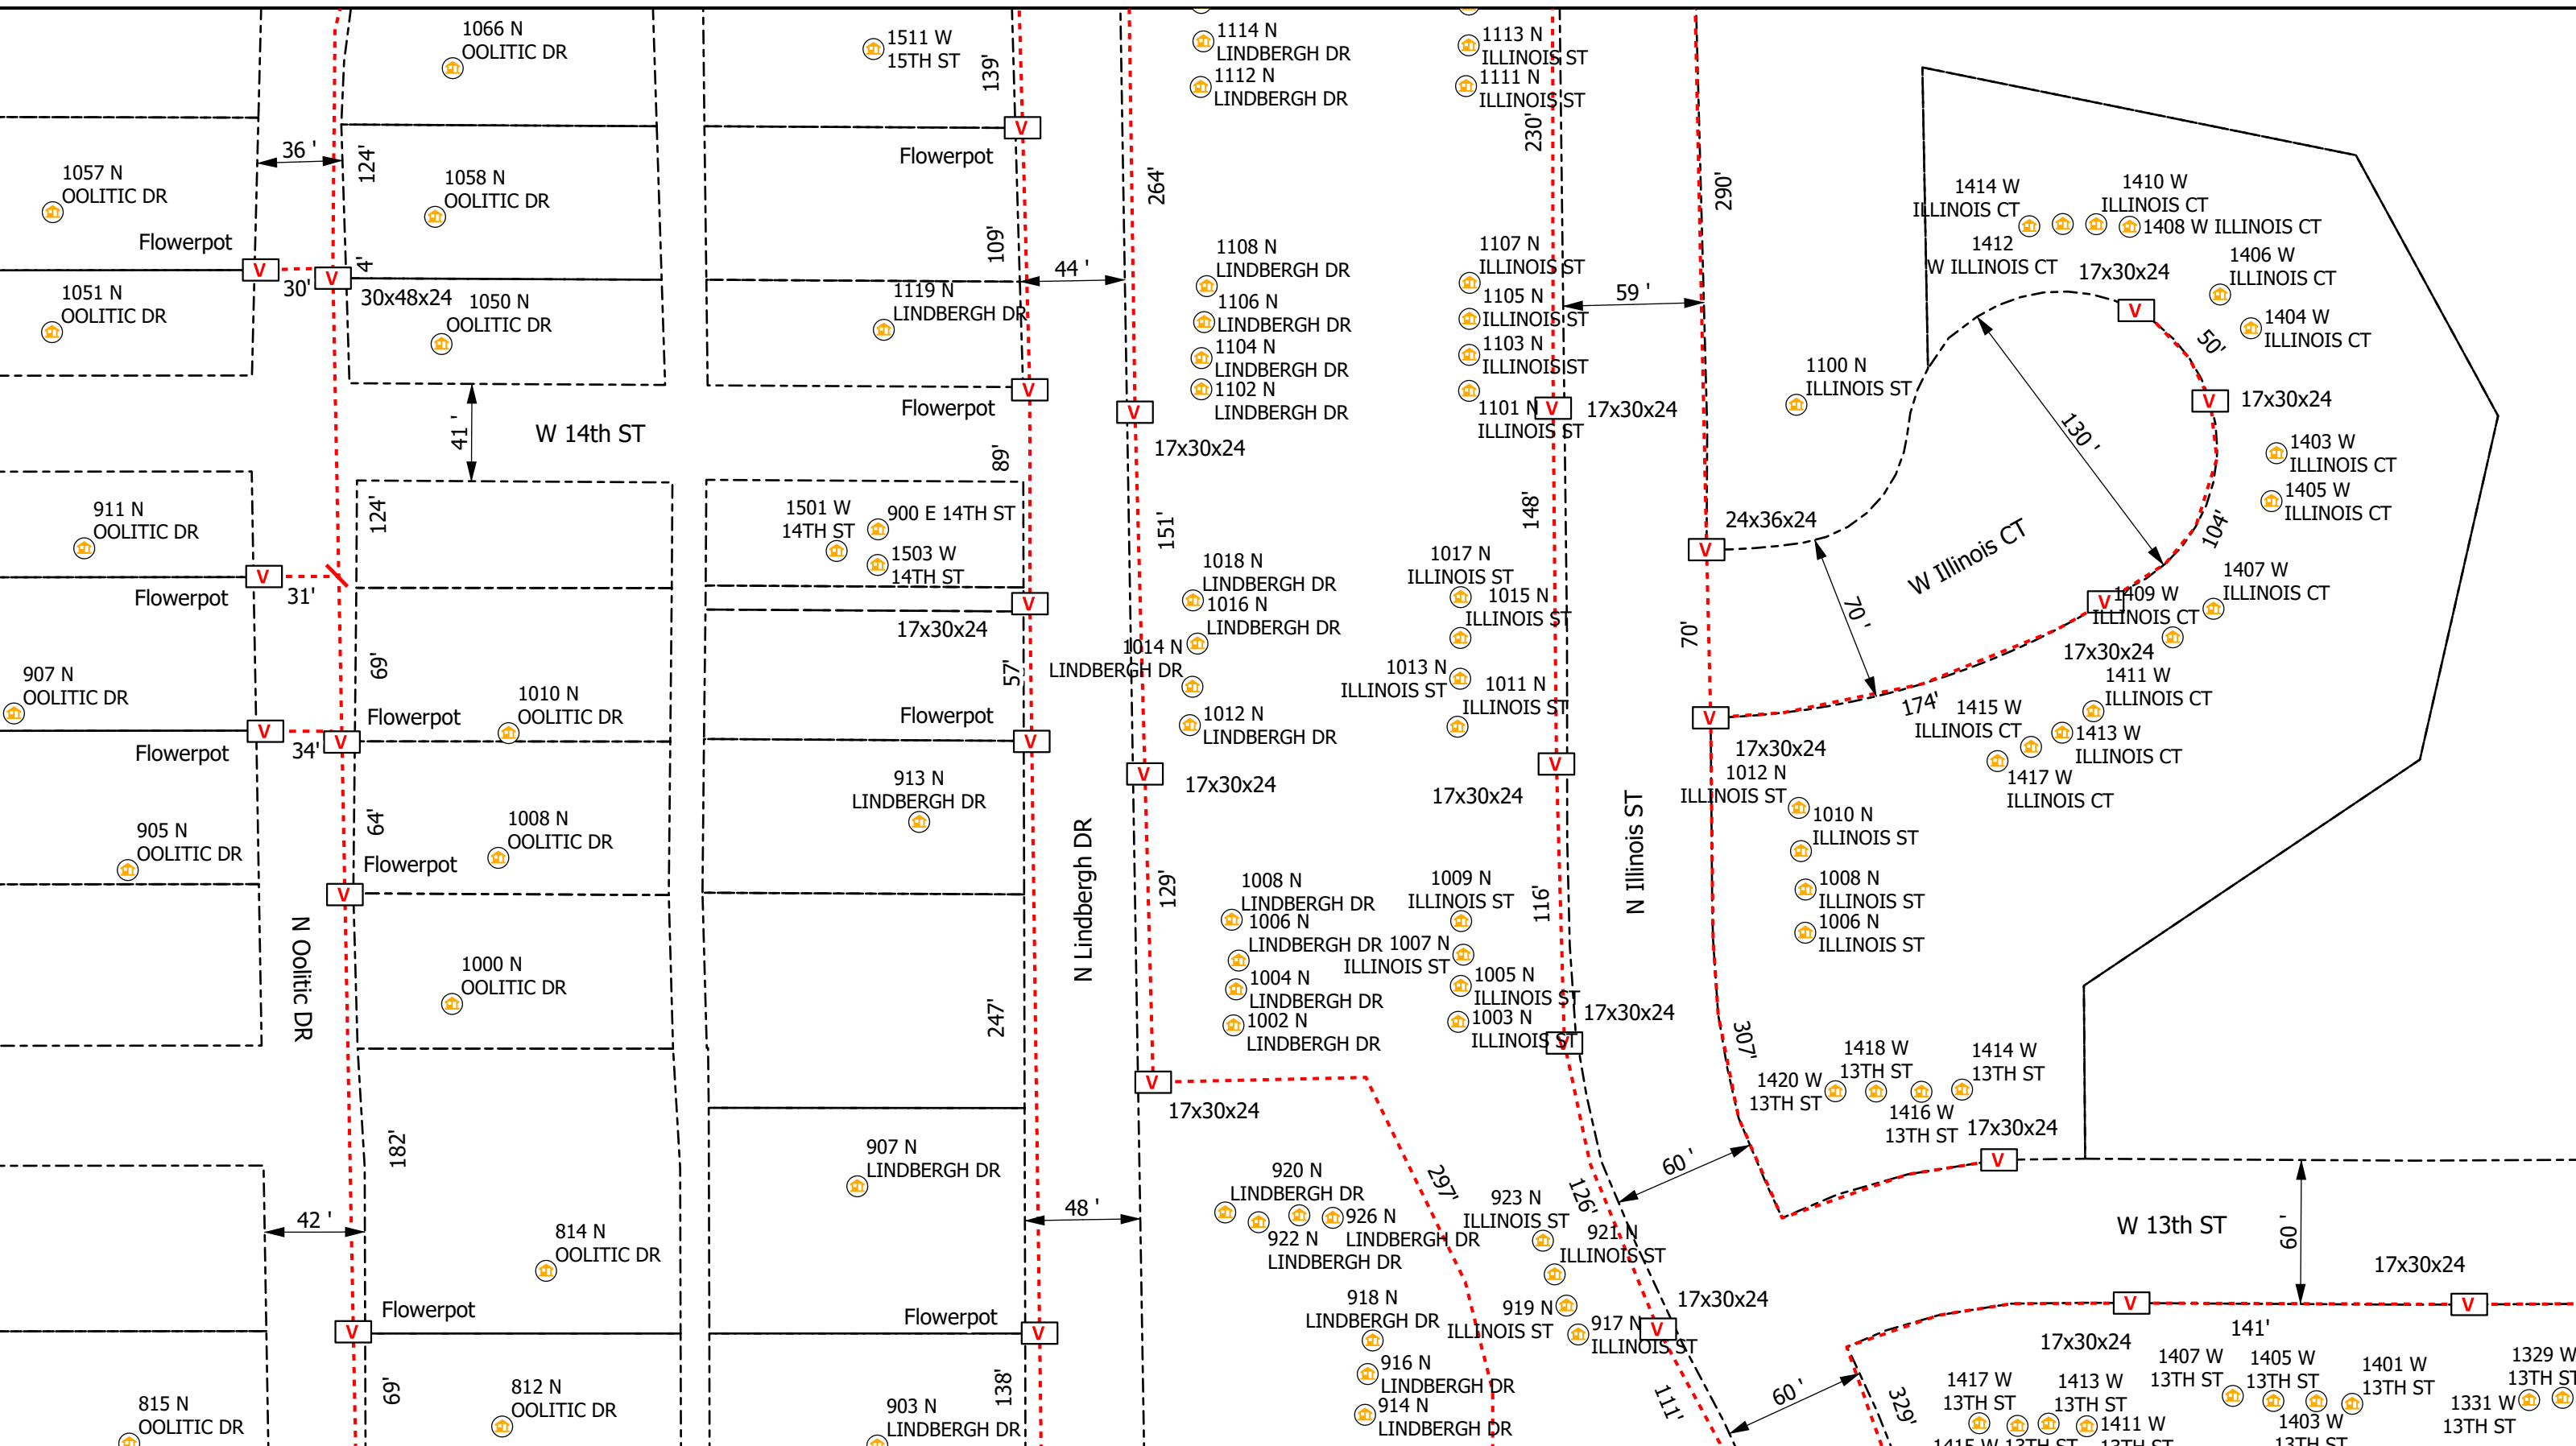 1066 N
OOLITIC DR
1511 W
15TH ST
139'
1114 N
LINDBERGH DR
1112 N
LINDBERGH DR
1113 N
ILLINOIS ST
1111 N
ILLINOIS ST
230'
36 '
124'
Flowerpot
1057 N
OOLITIC DR
1058 N
OOLITIC DR
264'
290'
1414 W
ILLINOIS CT
1410 W
ILLINOIS CT
1408 W ILLINOIS CT
1412
W ILLINOIS CT
17x30x24
1406 W
ILLINOIS CT
1404 W
ILLINOIS CT
50'
Flowerpot
V
V
30'
4'
30x48x24
1051 N
OOLITIC DR
1050 N
OOLITIC DR
V
109'
44 '
1119 N
LINDBERGH DR
1108 N
LINDBERGH DR
1106 N
LINDBERGH DR
1104 N
LINDBERGH DR
1102 N
LINDBERGH DR
1107 N
ILLINOIS ST
1105 N
ILLINOIS ST
1103 N
ILLINOIS ST
1101 N
ILLINOIS ST
59 '
V
17x30x24
1100 N
ILLINOIS ST
V
V
17x30x24
130 '
1403 W
ILLINOIS CT
1405 W
ILLINOIS CT
104'
V
Flowerpot
V
17x30x24
41 '
W 14th ST
89'
124'
911 N
OOLITIC DR
1501 W
14TH ST
900 E 14TH ST
1503 W
14TH ST
151'
148'
24x36x24
V
W Illinois CT
70 '
V
31'
Flowerpot
V
17x30x24
1018 N
LINDBERGH DR
1016 N
LINDBERGH DR
1014 N
LINDBERGH DR
1012 N
LINDBERGH DR
1017 N
ILLINOIS ST
1015 N
ILLINOIS ST
1013 N
ILLINOIS ST
1011 N
ILLINOIS ST
70'
V
1409 W
ILLINOIS CT
1407 W
ILLINOIS CT
17x30x24
1411 W
ILLINOIS CT
174'
1415 W
ILLINOIS CT
1413 W
ILLINOIS CT
1417 W
ILLINOIS CT
69'
57'
907 N
OOLITIC DR
1010 N
OOLITIC DR
V
34'
Flowerpot
V
Flowerpot
Flowerpot
V
V
17x30x24
V
17x30x24
V
17x30x24
1012 N
ILLINOIS ST
1010 N
ILLINOIS ST
1008 N
ILLINOIS ST
1006 N
ILLINOIS ST
64'
905 N
OOLITIC DR
1008 N
OOLITIC DR
913 N
LINDBERGH DR
Flowerpot
V
N Lindbergh DR
N Illinois ST
129'
116'
1008 N
LINDBERGH DR
1006 N
LINDBERGH DR
1004 N
LINDBERGH DR
1002 N
LINDBERGH DR
1009 N
ILLINOIS ST
1007 N
ILLINOIS ST
1005 N
ILLINOIS ST
1003 N
ILLINOIS ST
N Oolitic DR
1000 N
OOLITIC DR
247'
17x30x24
V
307'
V
17x30x24
1420 W
13TH ST
1418 W
13TH ST
1416 W
13TH ST
1414 W
13TH ST
17x30x24
V
182'
907 N
LINDBERGH DR
297'
126'
60 '
920 N
LINDBERGH DR
922 N
LINDBERGH DR
926 N
LINDBERGH DR
923 N
ILLINOIS ST
921 N
ILLINOIS ST
919 N
ILLINOIS ST
917 N
ILLINOIS ST
42 '
48 '
W 13th ST
60 '
17x30x24
814 N
OOLITIC DR
Flowerpot
V
Flowerpot
V
918 N
LINDBERGH DR
916 N
LINDBERGH DR
914 N
LINDBERGH DR
17x30x24
V
V
17x30x24
141'
V
69'
138'
111'
60 '
329'
815 N
OOLITIC DR
812 N
OOLITIC DR
903 N
LINDBERGH DR
1417 W
13TH ST
1413 W
13TH ST
1411 W
13TH ST
1415 W 13TH ST
1407 W
13TH ST
1405 W
13TH ST
1403 W
13TH ST
1401 W
13TH ST
1331 W
13TH ST
1329 W
13TH ST